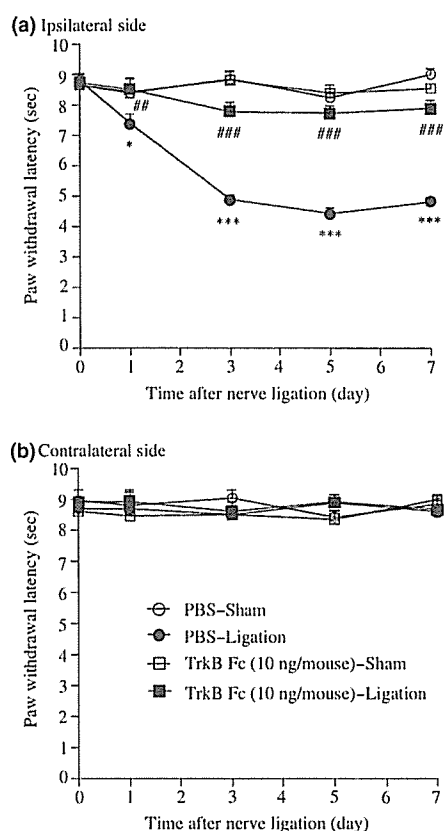 (a) Ipsilateral side
Paw withdrawal latency (sec)
10
9
8
7
6
5
4
3
2
1
0
##
###
###
###
*
***
***
***
0 1 2 3 4 5 6 7
Time after nerve ligation (day)
(b) Contralateral side
Paw withdrawal latency (sec)
10
9
8
7
6
5
4
3
2
1
0
PBS–Sham
PBS–Ligation
TrkB Fc (10 ng/mouse)–Sham
TrkB Fc (10 ng/mouse)–Ligation
0 1 2 3 4 5 6 7
Time after nerve ligation (day)